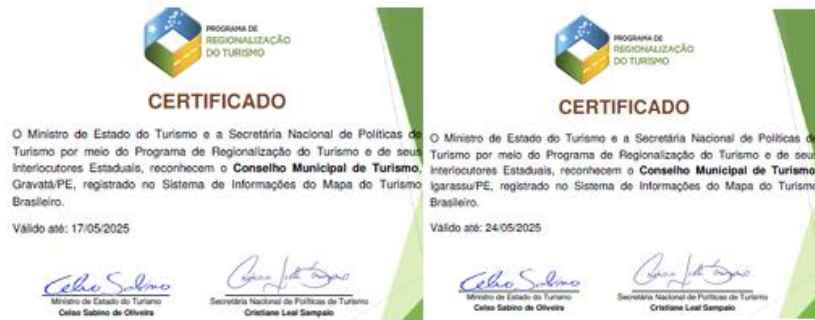 PROGRAMA DE
REGIONALIZAÇÃO
DO TURISMO
CERTIFICADO
O Ministro de Estado do Turismo e a Secretária Nacional de Políticas de
Turismo por meio do Programa de Regionalização do Turismo e de seus
Interlocutores Estaduais, reconhecem o Conselho Municipal de Turismo,
Gravatá/PE, registrado no Sistema de Informações do Mapa do Turismo
Brasileiro.
Válido até: 17/05/2025
Celso Sabino
Ministro de Estado do Turismo
Celso Sabino de Oliveira
Secretária Nacional de Políticas de Turismo
Cristiane Leal Sampaio
PROGRAMA DE
REGIONALIZAÇÃO
DO TURISMO
CERTIFICADO
O Ministro de Estado do Turismo e a Secretária Nacional de Políticas de
Turismo por meio do Programa de Regionalização do Turismo e de seus
Interlocutores Estaduais, reconhecem o Conselho Municipal de Turismo
Igarassu/PE, registrado no Sistema de Informações do Mapa do Turismo
Brasileiro.
Válido até: 24/05/2025
Celso Sabino
Ministro de Estado do Turismo
Celso Sabino de Oliveira
Secretária Nacional de Políticas de Turismo
Cristiane Leal Sampaio